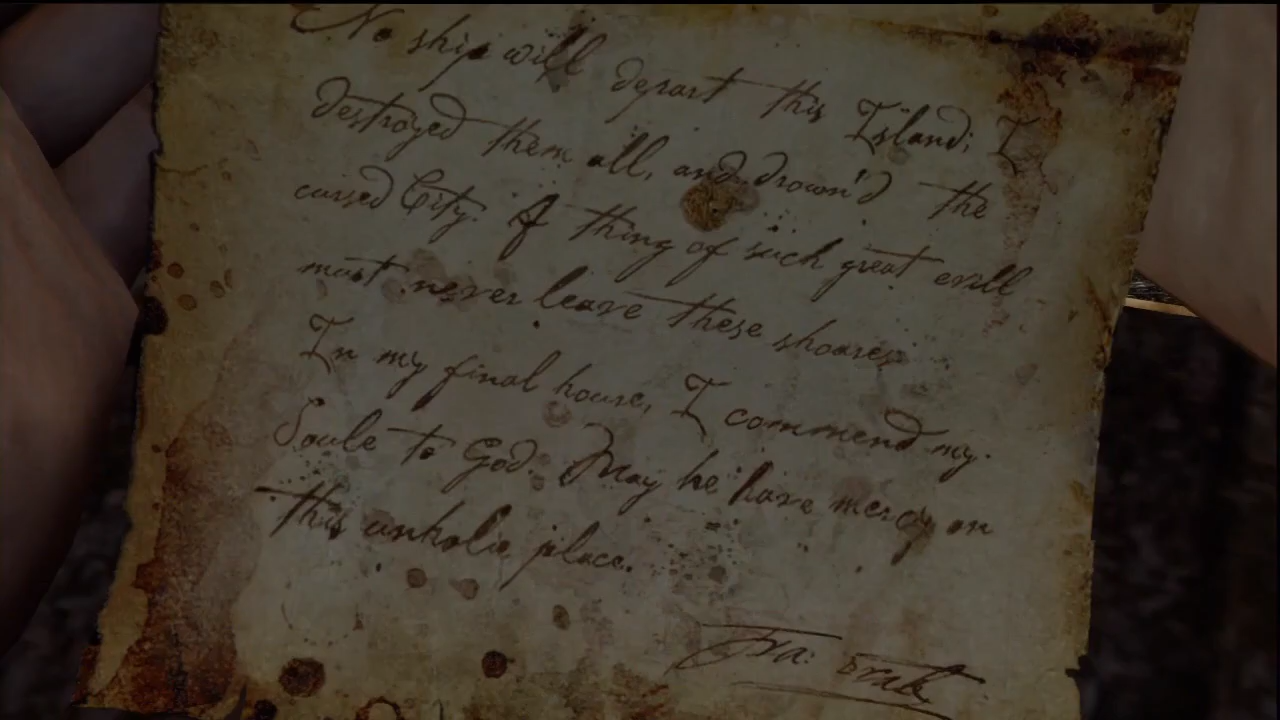 No ship will depart this Island; I
destroyed them all, and drown'd the
cursed City. A thing of such great evill
must never leave these shoares.
In my final houre, I commend my
Soule to God. May he have mercy on
this unholie place.
Fra: Drake